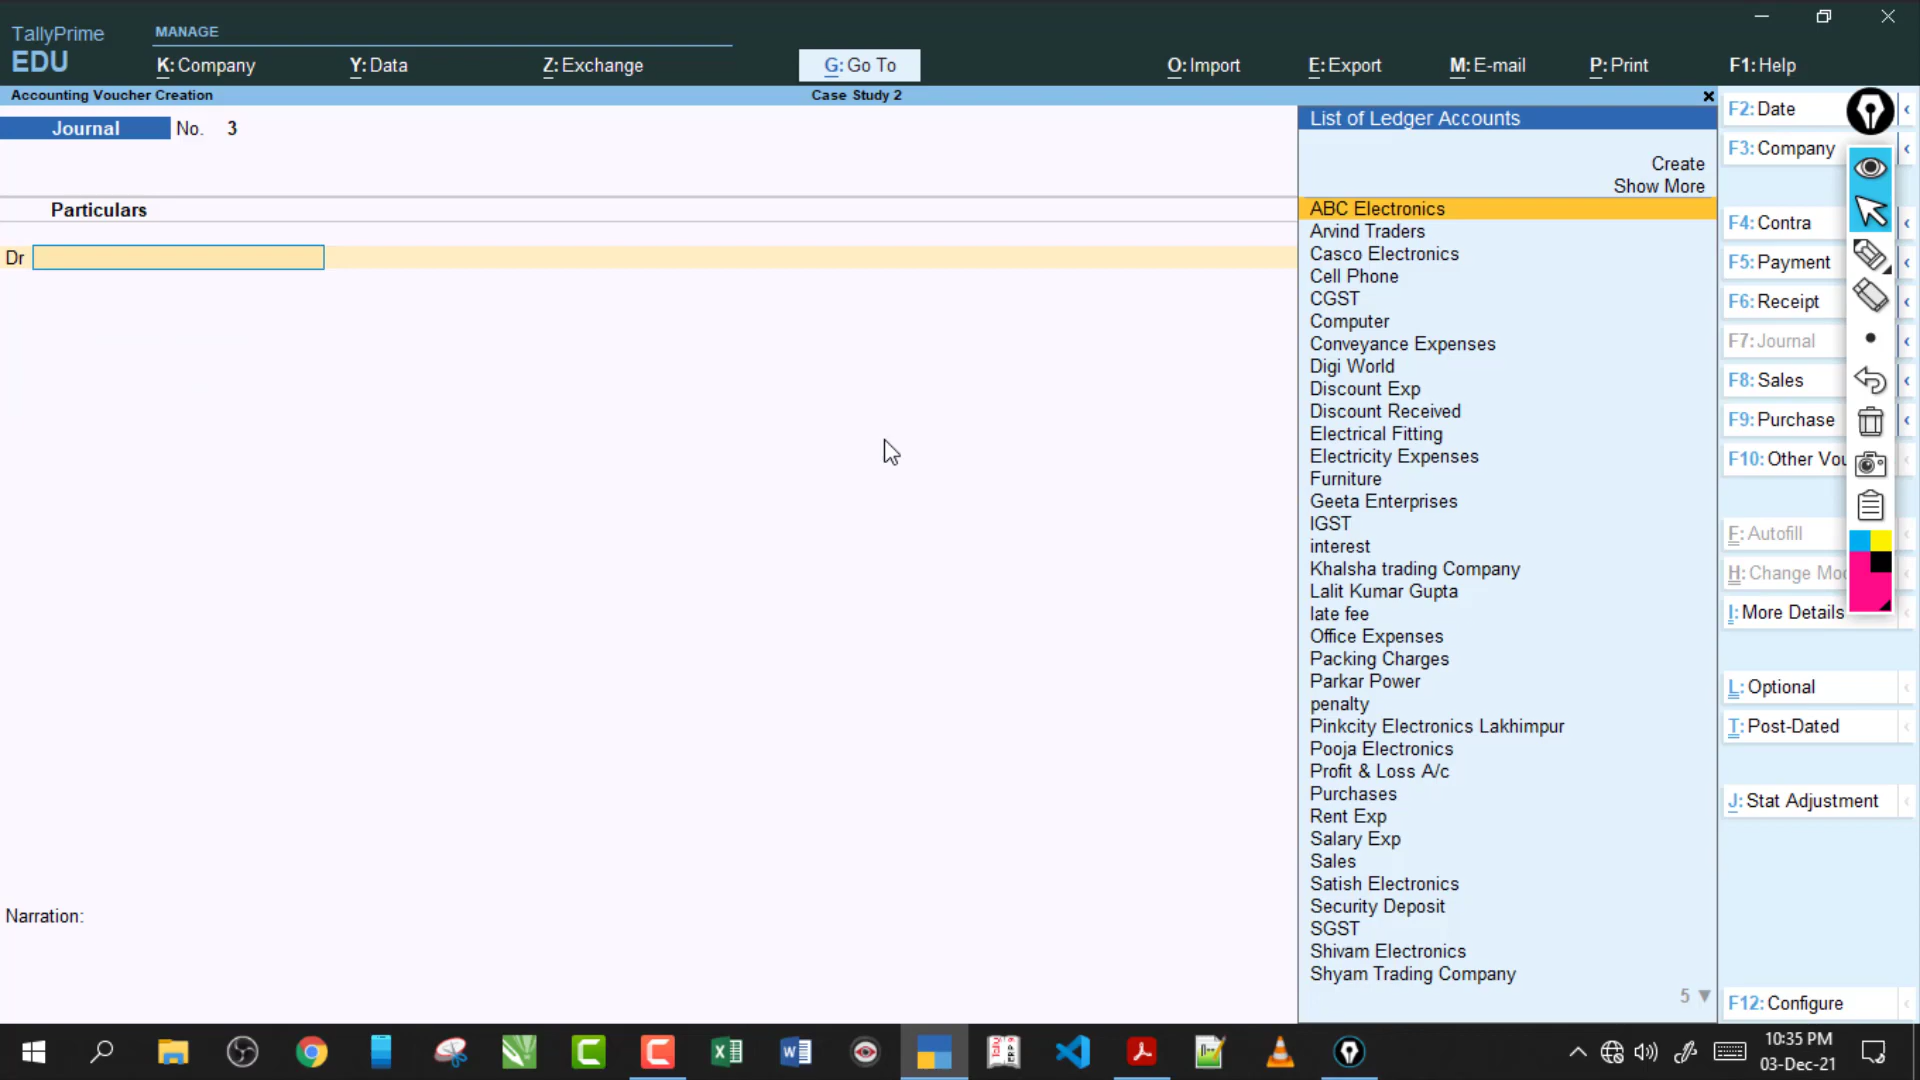 TallyPrime
EDU
MANAGE
K: Company
Y: Data
Z: Exchange
G: Go To
O: Import
E: Export
M: E-mail
P: Print
F1: Help
Accounting Voucher Creation
Case Study 2
Journal No. 3
Particulars
Dr
Narration:
List of Ledger Accounts
Create
Show More
ABC Electronics
Arvind Traders
Casco Electronics
Cell Phone
CGST
Computer
Conveyance Expenses
Digi World
Discount Exp
Discount Received
Electrical Fitting
Electricity Expenses
Furniture
Geeta Enterprises
IGST
interest
Khalsha trading Company
Lalit Kumar Gupta
late fee
Office Expenses
Packing Charges
Parkar Power
penalty
Pinkcity Electronics Lakhimpur
Pooja Electronics
Profit & Loss A/c
Purchases
Rent Exp
Salary Exp
Sales
Satish Electronics
Security Deposit
SGST
Shivam Electronics
Shyam Trading Company
5
F2: Date
F3: Company
F4: Contra
F5: Payment
F6: Receipt
F7: Journal
F8: Sales
F9: Purchase
F10: Other Vou
F: Autofill
H: Change Mo
I: More Details
L: Optional
T: Post-Dated
J: Stat Adjustment
F12: Configure
10:35 PM
03-Dec-21